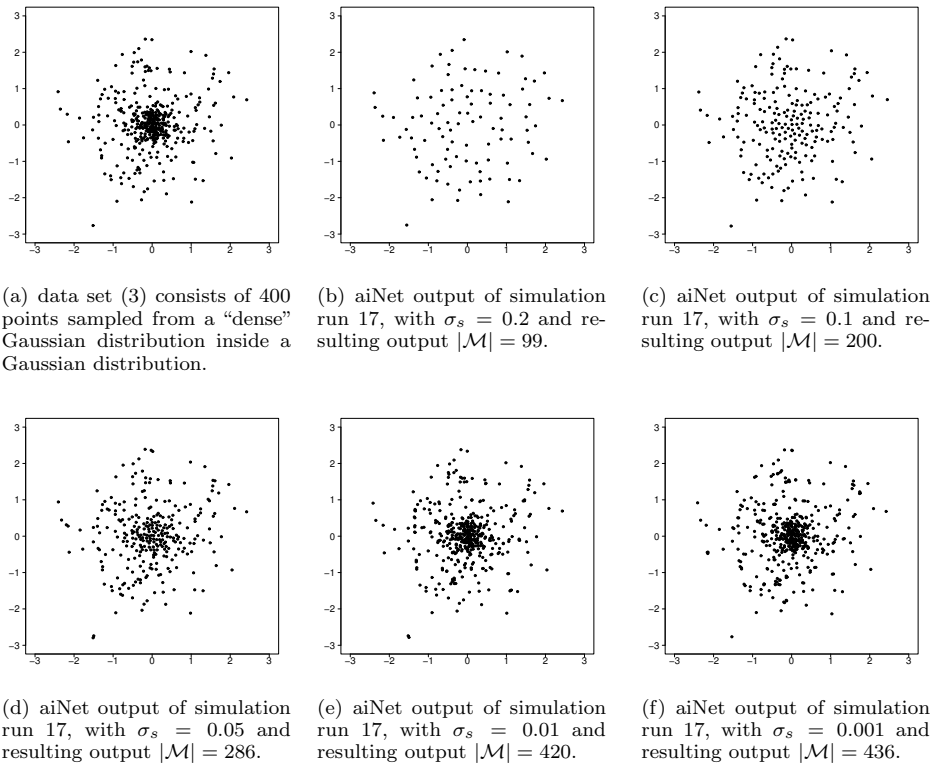 3
2
1
0
−1
−2
−3
−3 −2 −1 0 1 2 3
3
2
1
0
−1
−2
−3
−3 −2 −1 0 1 2 3
3
2
1
0
−1
−2
−3
−3 −2 −1 0 1 2 3
(a) data set (3) consists of 400
points sampled from a “dense”
Gaussian distribution inside a
Gaussian distribution.
(b) aiNet output of simulation
run 17, with σs = 0.2 and re-
sulting output |M| = 99.
(c) aiNet output of simulation
run 17, with σs = 0.1 and re-
sulting output |M| = 200.
3
2
1
0
−1
−2
−3
−3 −2 −1 0 1 2 3
3
2
1
0
−1
−2
−3
−3 −2 −1 0 1 2 3
3
2
1
0
−1
−2
−3
−3 −2 −1 0 1 2 3
(d) aiNet output of simulation
run 17, with σs = 0.05 and
resulting output |M| = 286.
(e) aiNet output of simulation
run 17, with σs = 0.01 and
resulting output |M| = 420.
(f) aiNet output of simulation
run 17, with σs = 0.001 and
resulting output |M| = 436.